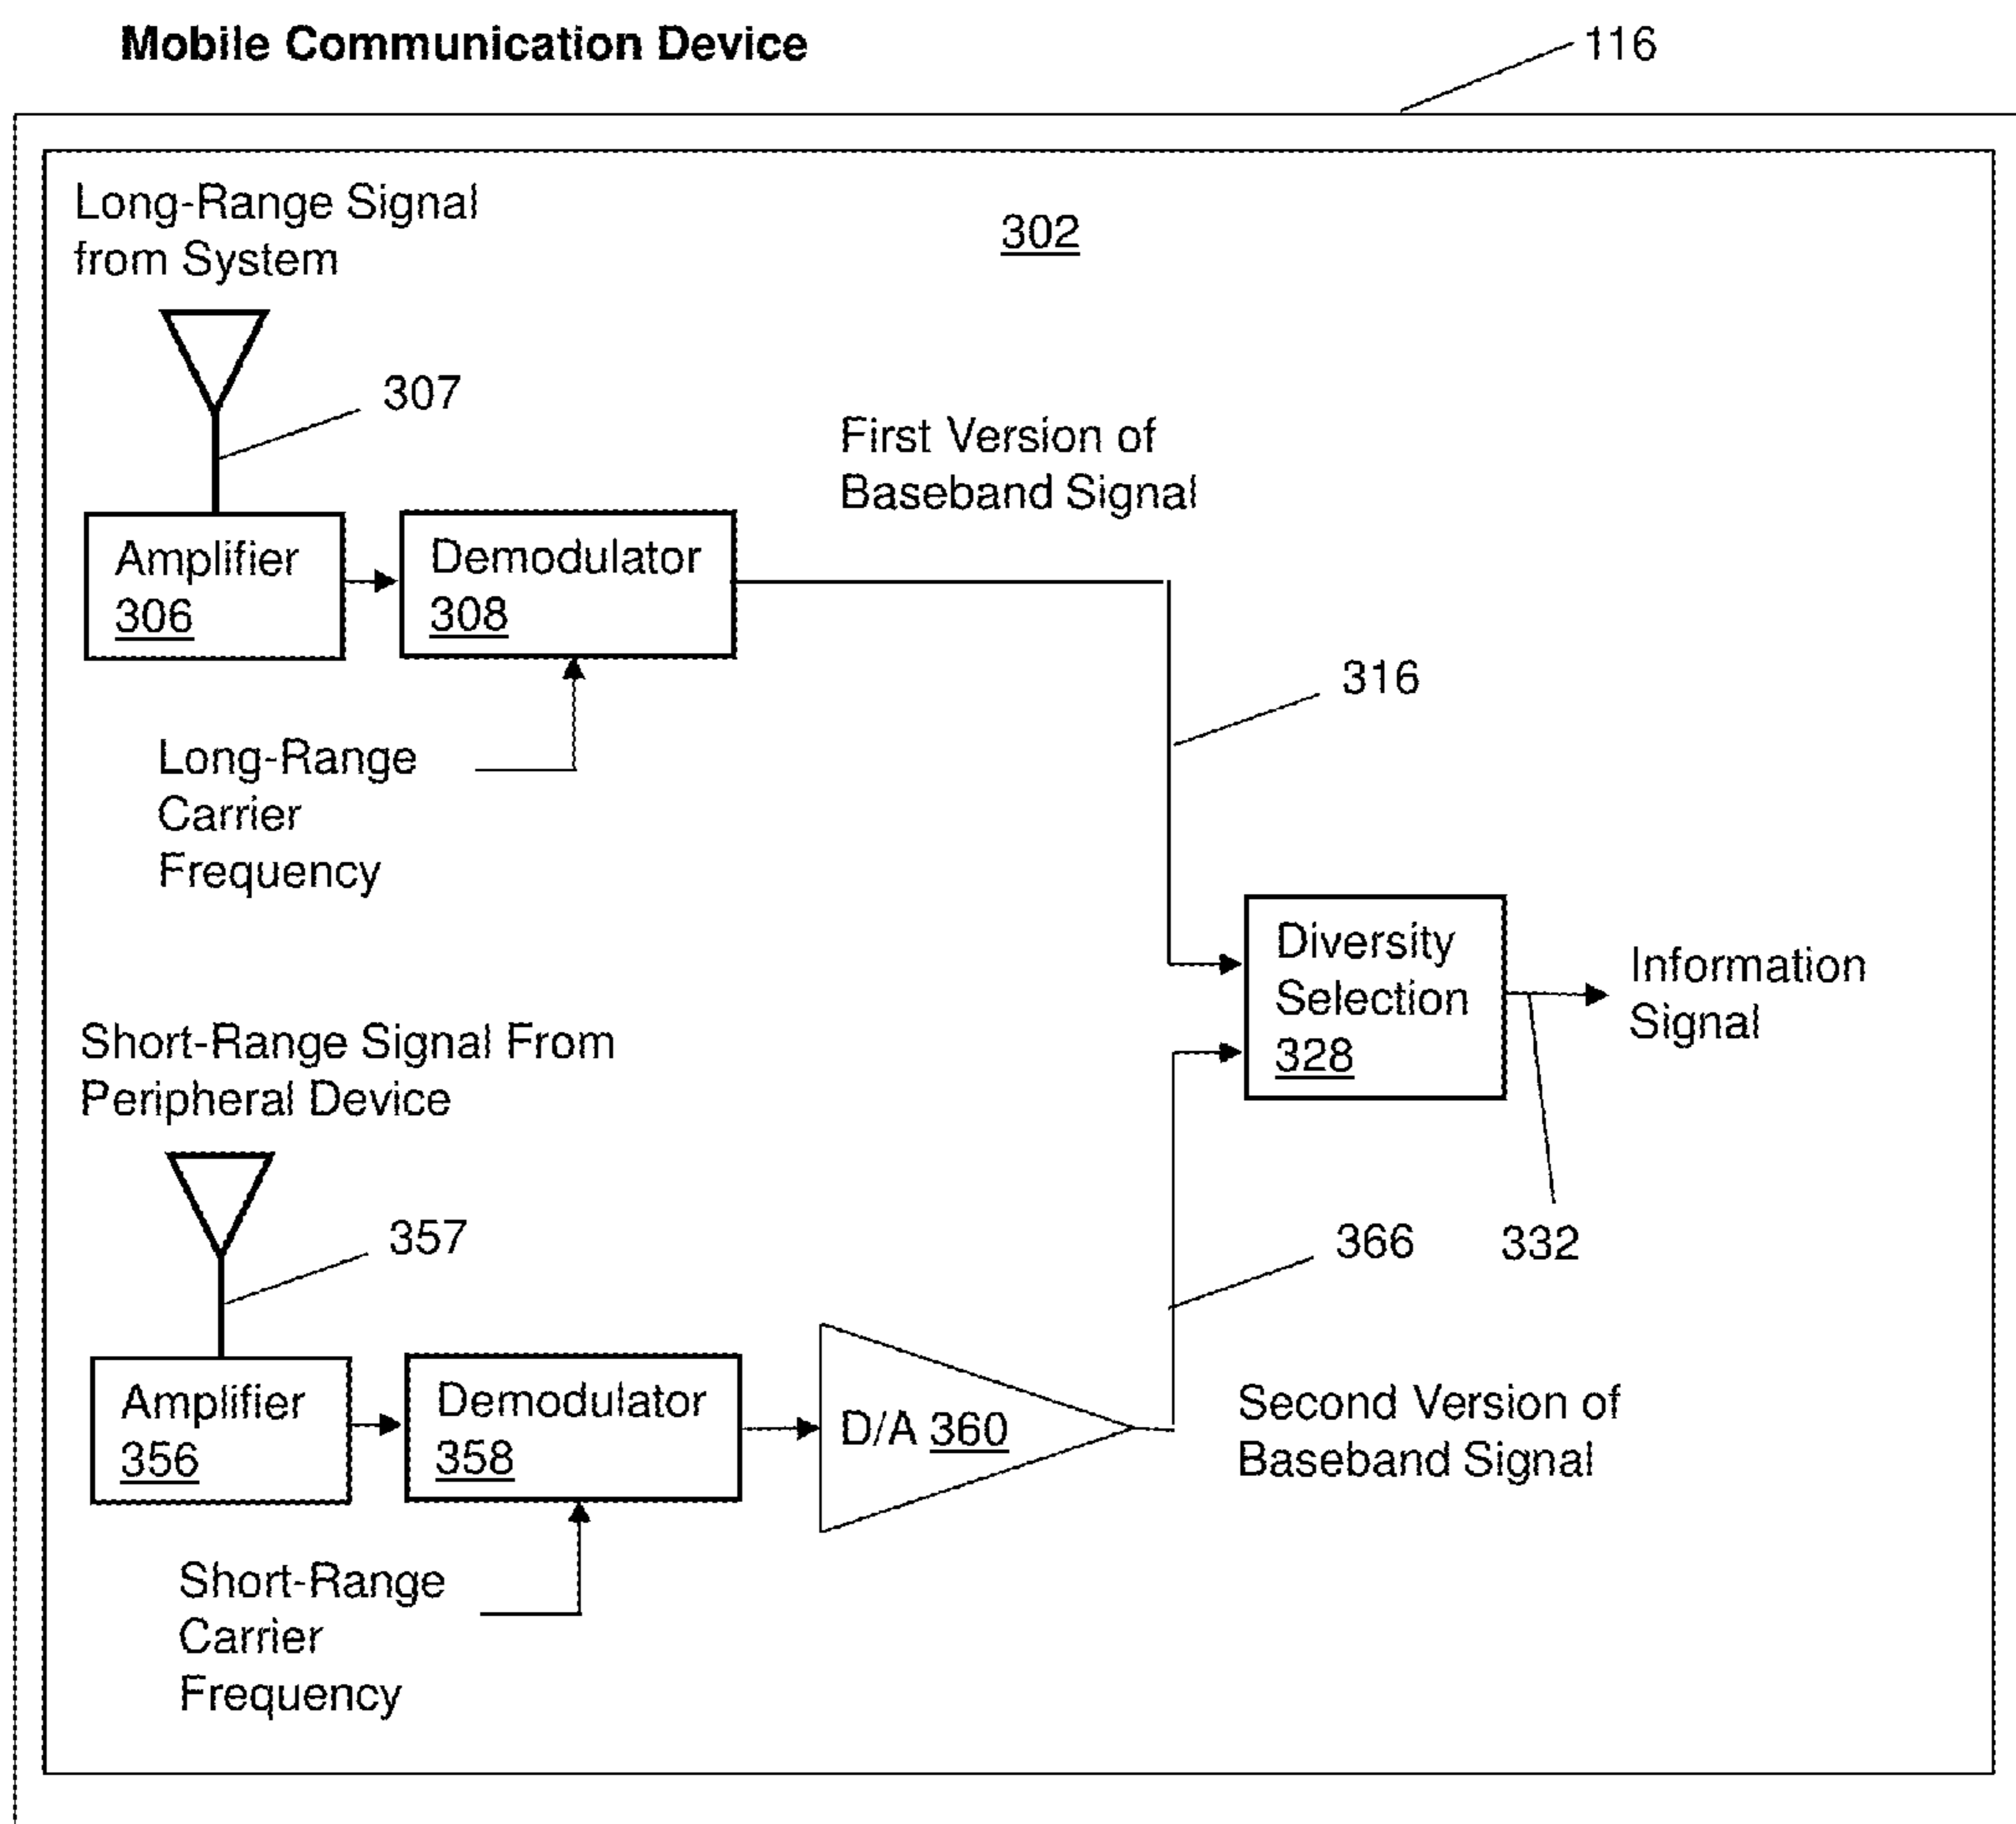 Mobile Communication Device
116
Long-Range Signal
from System
302
307
First Version of
Baseband Signal
Amplifier
306
Demodulator
308
316
Long-Range
Carrier
Frequency
Diversity
Selection
328
Information
Signal
Short-Range Signal From
Peripheral Device
357
366
332
Amplifier
356
Demodulator
358
D/A 360
Second Version of
Baseband Signal
Short-Range
Carrier
Frequency